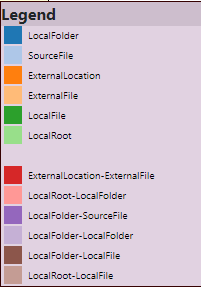 Legend
LocalFolder
SourceFile
ExternalLocation
ExternalFile
LocalFile
LocalRoot
ExternalLocation-ExternalFile
LocalRoot-LocalFolder
LocalFolder-SourceFile
LocalFolder-LocalFolder
LocalFolder-LocalFile
LocalRoot-LocalFile